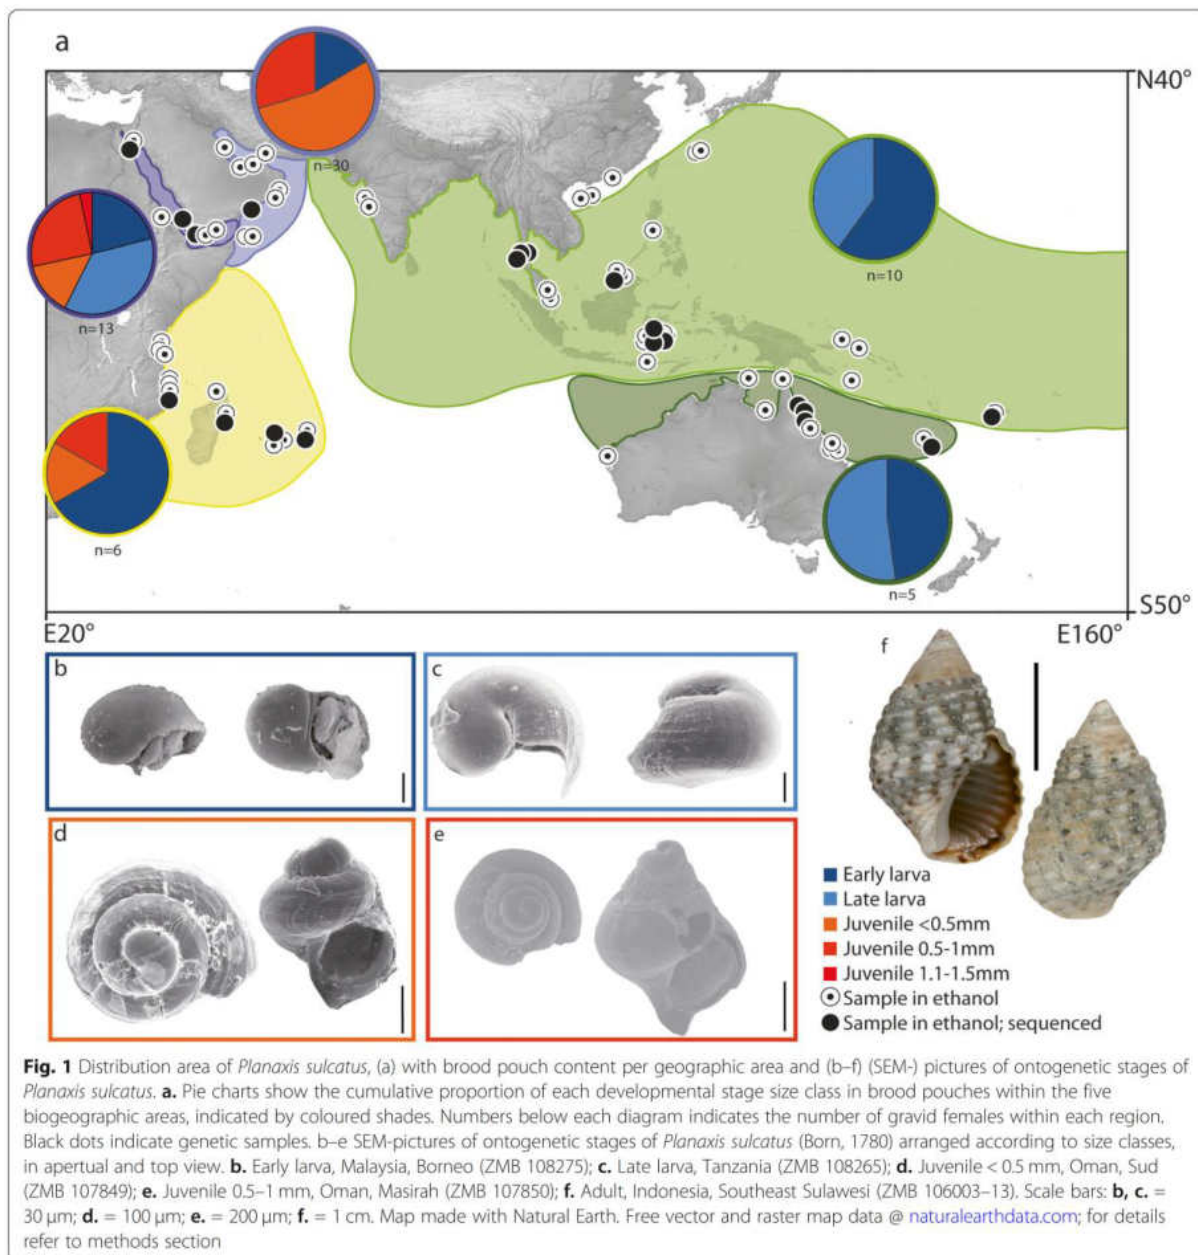 a
N40°
n=30
n=10
n=13
n=6
n=5
S50°
E20°
E160°
b
c
f
d
e
Early larva
Late larva
Juvenile <0.5mm
Juvenile 0.5-1mm
Juvenile 1.1-1.5mm
Sample in ethanol
Sample in ethanol; sequenced
Fig. 1 Distribution area of Planaxis sulcatus, (a) with brood pouch content per geographic area and (b–f) (SEM-) pictures of ontogenetic stages of
Planaxis sulcatus. a. Pie charts show the cumulative proportion of each developmental stage size class in brood pouches within the five
biogeographic areas, indicated by coloured shades. Numbers below each diagram indicates the number of gravid females within each region.
Black dots indicate genetic samples. b–e SEM-pictures of ontogenetic stages of Planaxis sulcatus (Born, 1780) arranged according to size classes,
in apertual and top view. b. Early larva, Malaysia, Borneo (ZMB 108275); c. Late larva, Tanzania (ZMB 108265); d. Juvenile < 0.5 mm, Oman, Sud
(ZMB 107849); e. Juvenile 0.5–1 mm, Oman, Masirah (ZMB 107850); f. Adult, Indonesia, Southeast Sulawesi (ZMB 106003–13). Scale bars: b, c. =
30 μm; d. = 100 μm; e. = 200 μm; f. = 1 cm. Map made with Natural Earth. Free vector and raster map data @ naturalearthdata.com; for details
refer to methods section